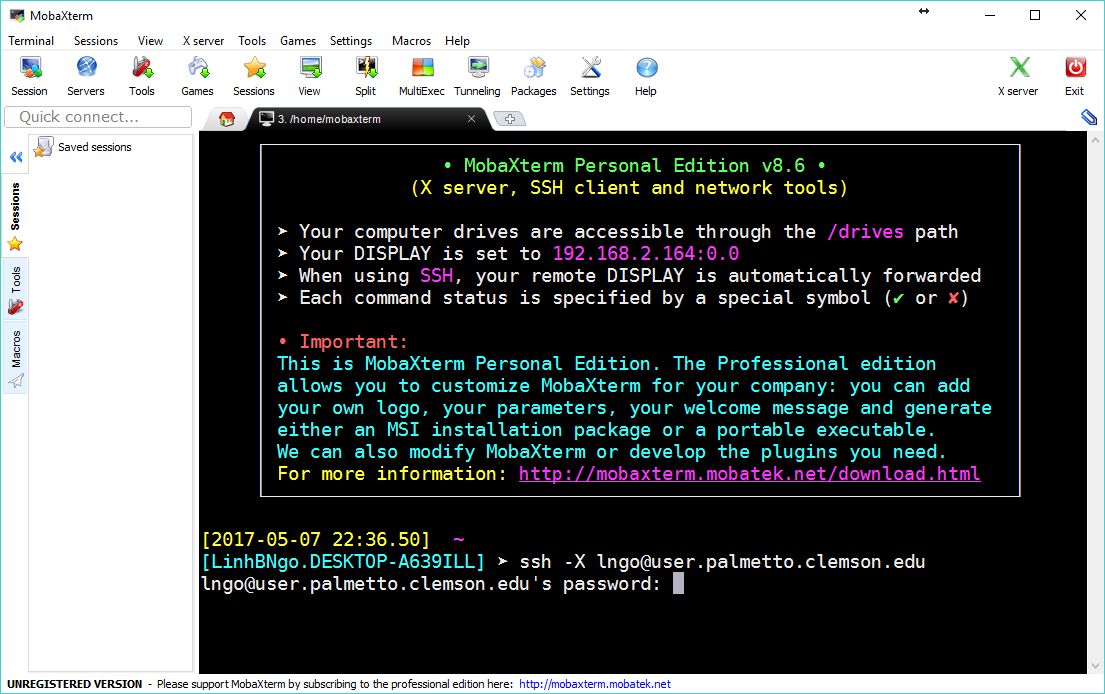 MobaXterm
Terminal Sessions View X server Tools Games Settings Macros Help
Session Servers Tools Games Sessions View Split MultiExec Tunneling Packages Settings Help X server Exit
Quick connect...
3. /home/mobaxterm
Saved sessions
Sessions
Tools
Macros
• MobaXterm Personal Edition v8.6 •
(X server, SSH client and network tools)
➤ Your computer drives are accessible through the /drives path
➤ Your DISPLAY is set to 192.168.2.164:0.0
➤ When using SSH, your remote DISPLAY is automatically forwarded
➤ Each command status is specified by a special symbol (✔ or ✘)
• Important:
This is MobaXterm Personal Edition. The Professional edition
allows you to customize MobaXterm for your company: you can add
your own logo, your parameters, your welcome message and generate
either an MSI installation package or a portable executable.
We can also modify MobaXterm or develop the plugins you need.
For more information: http://mobaxterm.mobatek.net/download.html
[2017-05-07 22:36.50] ~
[LinhBNgo.DESKTOP-A639ILL] ➤ ssh -X lngo@user.palmetto.clemson.edu
lngo@user.palmetto.clemson.edu's password:
UNREGISTERED VERSION - Please support MobaXterm by subscribing to the professional edition here: http://mobaxterm.mobatek.net